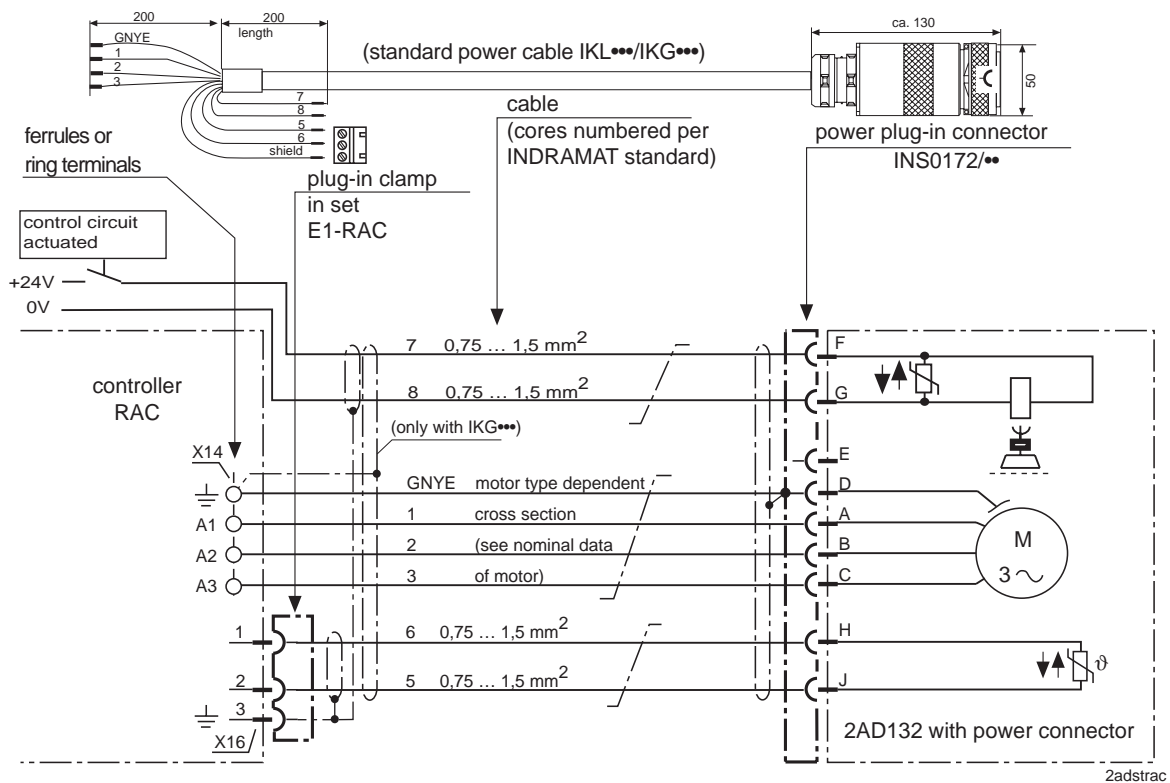 200
200
length
GNYE
1
2
3
7
8
5
6
shield
(standard power cable IKL•••/IKG•••)
ca. 130
50
cable
(cores numbered per
INDRAMAT standard)
power plug-in connector
INS0172/••
ferrules or
ring terminals
plug-in clamp
in set
E1-RAC
control circuit
actuated
+24V
0V
7 0,75 ... 1,5 mm²
F
8 0,75 ... 1,5 mm²
G
controller
RAC
(only with IKG•••)
X14
E
GNYE motor type dependent
D
A1
1 cross section
A
A2
2 (see nominal data
B
A3
3 of motor)
C
M
3 ~
1
6 0,75 ... 1,5 mm²
H
2
5 0,75 ... 1,5 mm²
J
ϑ
3
X16
2AD132 with power connector
2adstrac